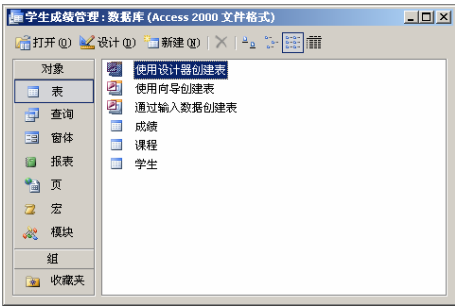 学生成绩管理:数据库(Access 2000 文件格式)
打开(O) 设计(D) 新建(N)
对象
表
查询
窗体
报表
页
宏
模块
组
收藏夹
使用设计器创建表
使用向导创建表
通过输入数据创建表
成绩
课程
学生